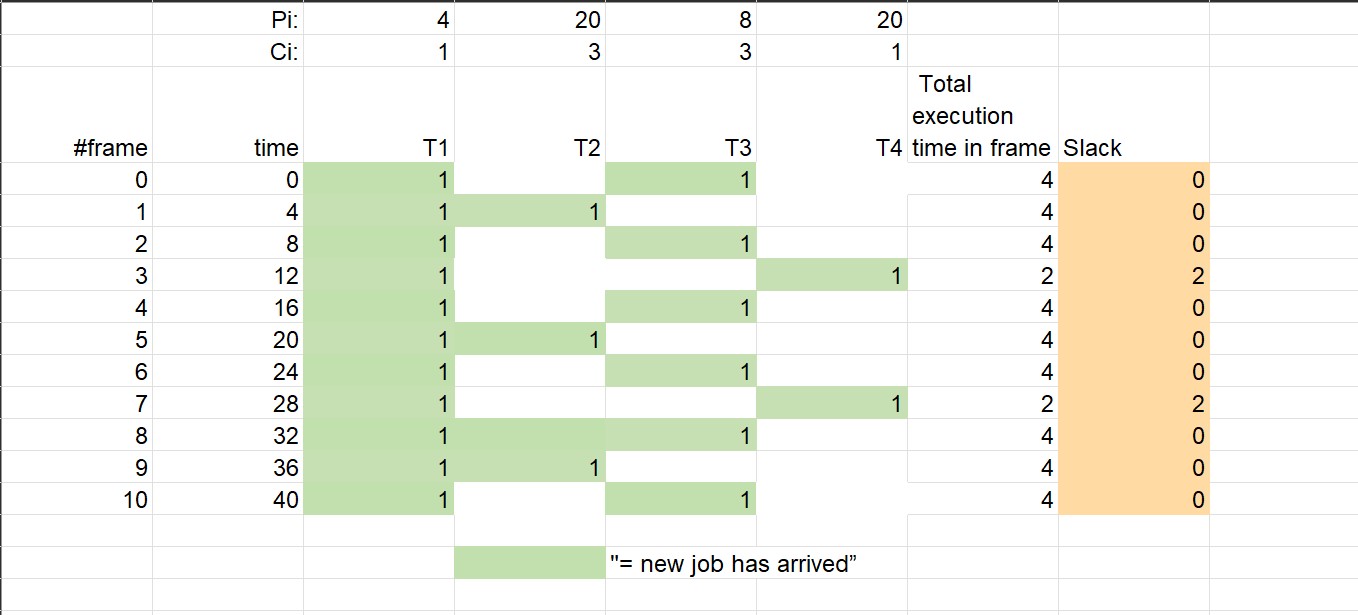 Pi: 4 20 8 20
Ci: 1 3 3 1
Total
execution
#frame time T1 T2 T3 T4 time in frame Slack
0 0 1 1 4 0
1 4 1 1 4 0
2 8 1 1 4 0
3 12 1 1 2 2
4 16 1 1 4 0
5 20 1 1 4 0
6 24 1 1 4 0
7 28 1 1 2 2
8 32 1 1 4 0
9 36 1 1 4 0
10 40 1 1 4 0
"= new job has arrived”